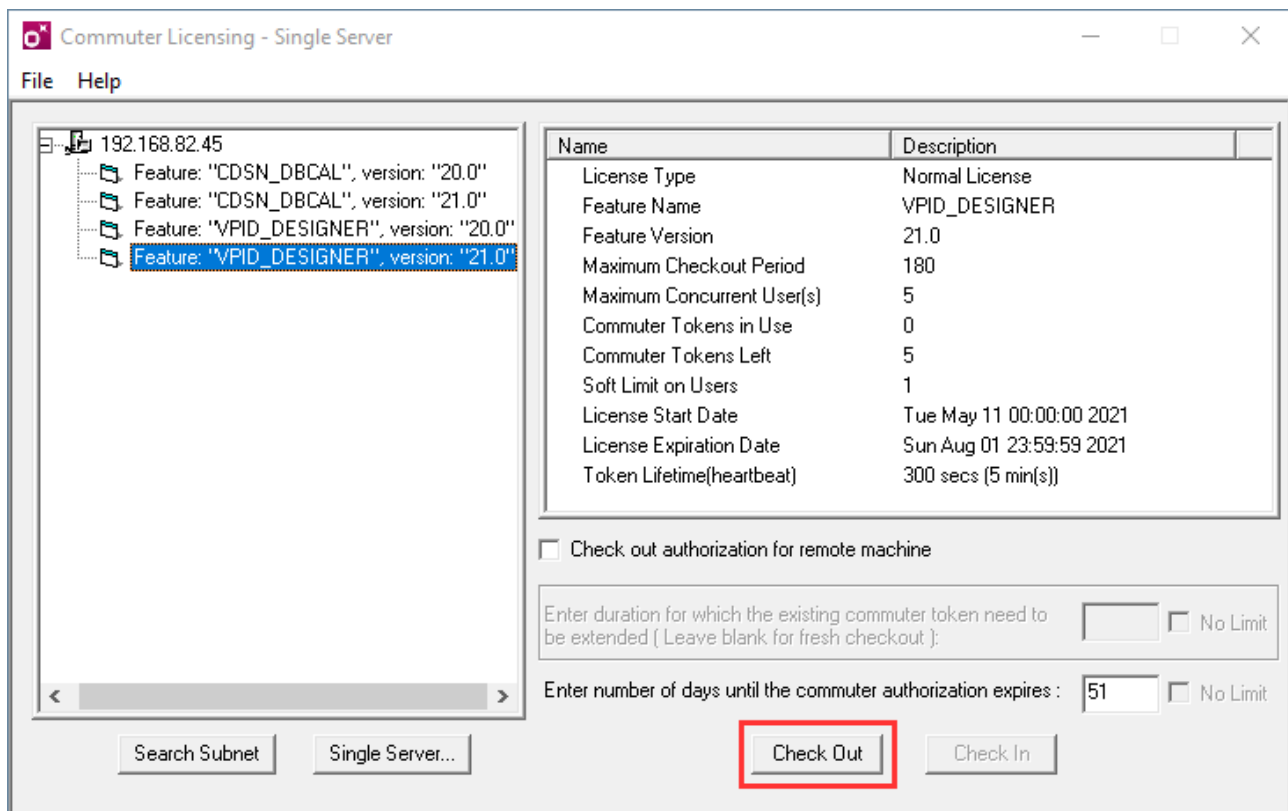 Commuter Licensing - Single Server
File Help
192.168.82.45
Feature: "CDSN_DBCAL", version: "20.0"
Feature: "CDSN_DBCAL", version: "21.0"
Feature: "VPID_DESIGNER", version: "20.0"
Feature: "VPID_DESIGNER", version: "21.0"
Name Description
License Type Normal License
Feature Name VPID_DESIGNER
Feature Version 21.0
Maximum Checkout Period 180
Maximum Concurrent User(s) 5
Commuter Tokens in Use 0
Commuter Tokens Left 5
Soft Limit on Users 1
License Start Date Tue May 11 00:00:00 2021
License Expiration Date Sun Aug 01 23:59:59 2021
Token Lifetime(heartbeat) 300 secs (5 min(s))
Check out authorization for remote machine
Enter duration for which the existing commuter token need to
be extended ( Leave blank for fresh checkout ):
No Limit
Enter number of days until the commuter authorization expires : 51 No Limit
Search Subnet Single Server... Check Out Check In